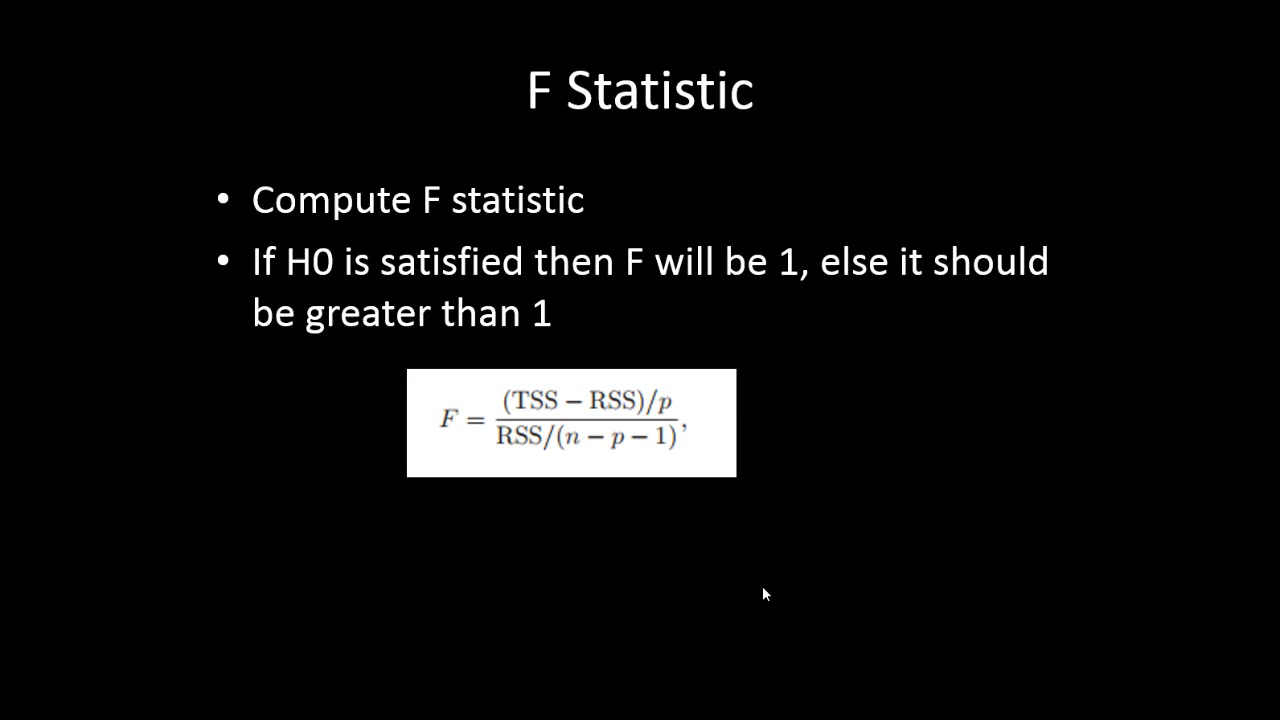 F Statistic
• Compute F statistic
• If H0 is satisfied then F will be 1, else it should
be greater than 1
F = (TSS − RSS)/p
RSS/(n − p − 1),